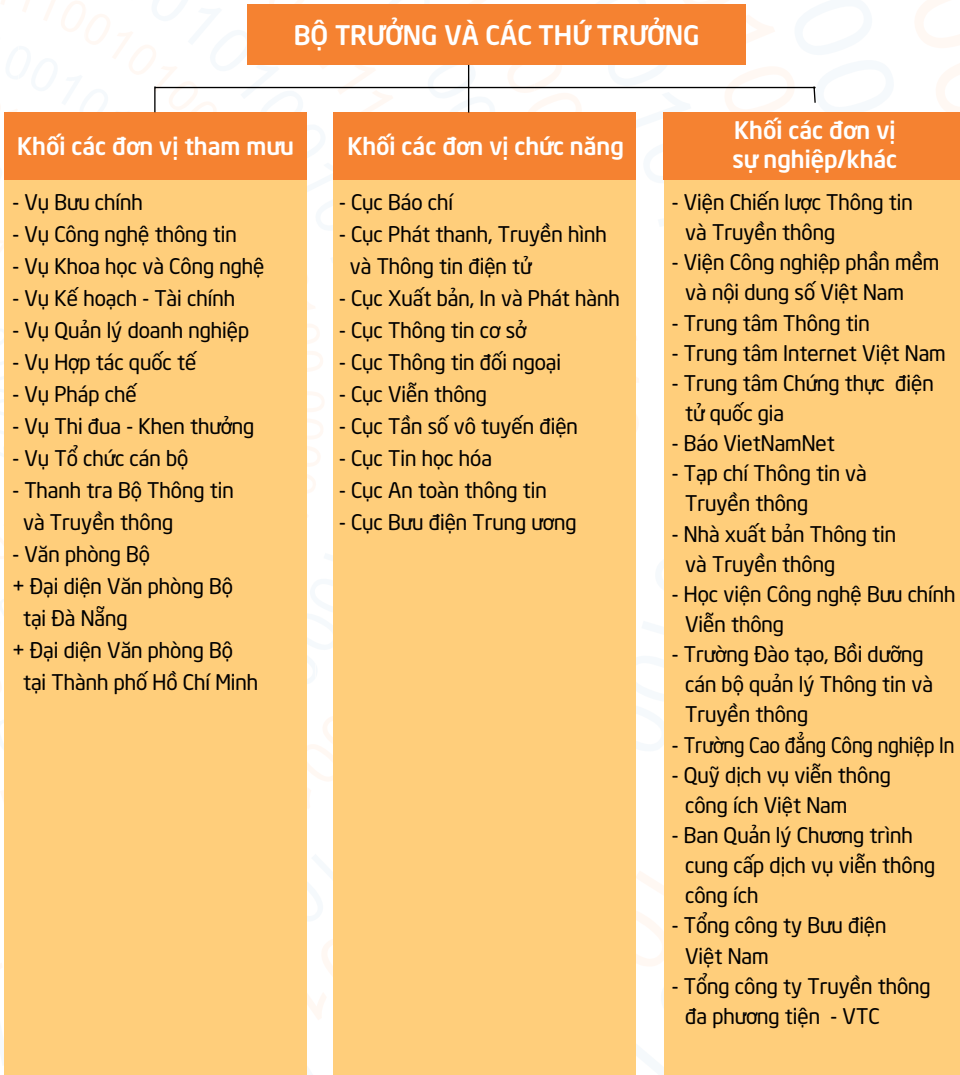 BỘ TRƯỞNG VÀ CÁC THỨ TRƯỞNG
Khối các đơn vị tham mưu
- Vụ Bưu chính
- Vụ Công nghệ thông tin
- Vụ Khoa học và Công nghệ
- Vụ Kế hoạch - Tài chính
- Vụ Quản lý doanh nghiệp
- Vụ Hợp tác quốc tế
- Vụ Pháp chế
- Vụ Thi đua - Khen thưởng
- Vụ Tổ chức cán bộ
- Thanh tra Bộ Thông tin
và Truyền thông
- Văn phòng Bộ
+ Đại diện Văn phòng Bộ
tại Đà Nẵng
+ Đại diện Văn phòng Bộ
tại Thành phố Hồ Chí Minh
Khối các đơn vị chức năng
- Cục Báo chí
- Cục Phát thanh, Truyền hình
và Thông tin điện tử
- Cục Xuất bản, In và Phát hành
- Cục Thông tin cơ sở
- Cục Thông tin đối ngoại
- Cục Viễn thông
- Cục Tần số vô tuyến điện
- Cục Tin học hóa
- Cục An toàn thông tin
- Cục Bưu điện Trung ương
Khối các đơn vị
sự nghiệp/khác
- Viện Chiến lược Thông tin
và Truyền thông
- Viện Công nghiệp phần mềm
và nội dung số Việt Nam
- Trung tâm Thông tin
- Trung tâm Internet Việt Nam
- Trung tâm Chứng thực điện
tử quốc gia
- Báo VietNamNet
- Tạp chí Thông tin và
Truyền thông
- Nhà xuất bản Thông tin
và Truyền thông
- Học viện Công nghệ Bưu chính
Viễn thông
- Trường Đào tạo, Bồi dưỡng
cán bộ quản lý Thông tin và
Truyền thông
- Trường Cao đẳng Công nghiệp In
- Quỹ dịch vụ viễn thông
công ích Việt Nam
- Ban Quản lý Chương trình
cung cấp dịch vụ viễn thông
công ích
- Tổng công ty Bưu điện
Việt Nam
- Tổng công ty Truyền thông
đa phương tiện - VTC